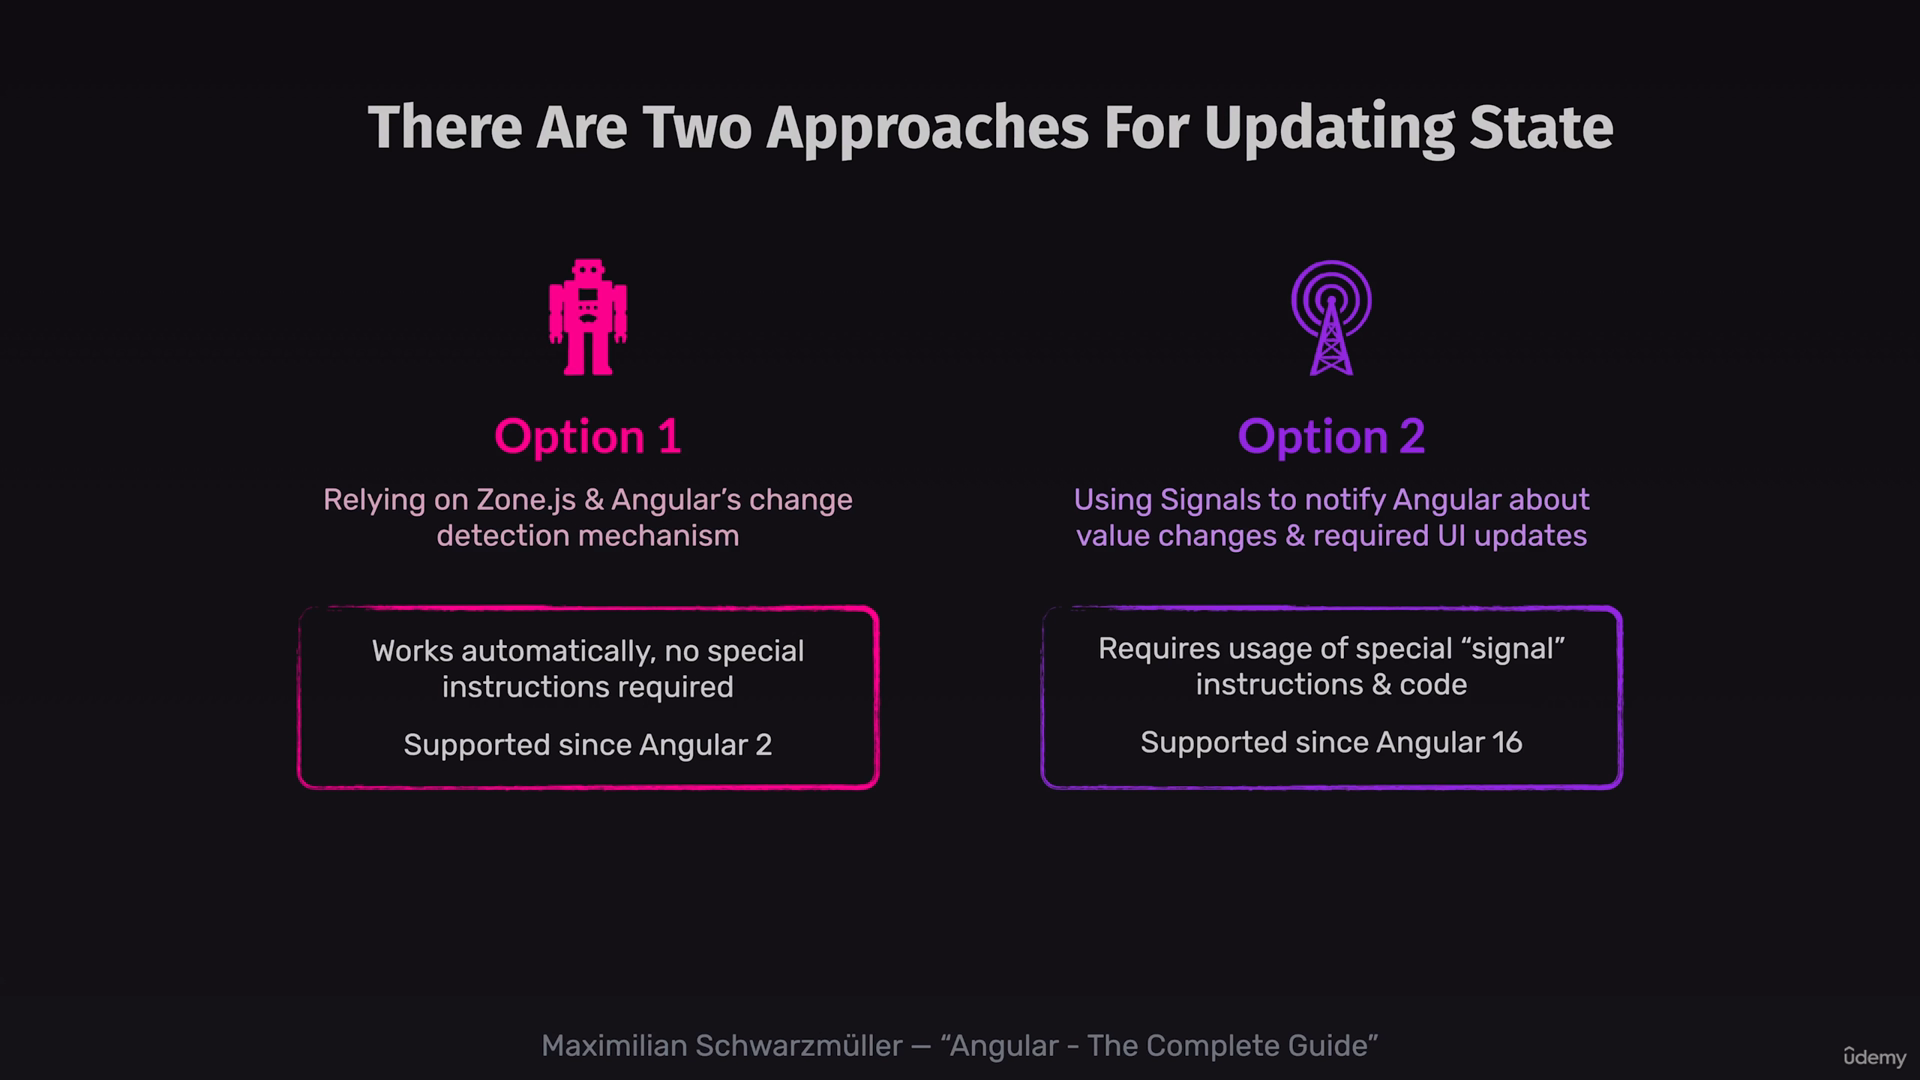 There Are Two Approaches For Updating State
Option 1
Relying on Zone.js & Angular’s change
detection mechanism
Works automatically, no special
instructions required
Supported since Angular 2
Option 2
Using Signals to notify Angular about
value changes & required UI updates
Requires usage of special “signal”
instructions & code
Supported since Angular 16
Maximilian Schwarzmüller — “Angular - The Complete Guide”
ûdemy